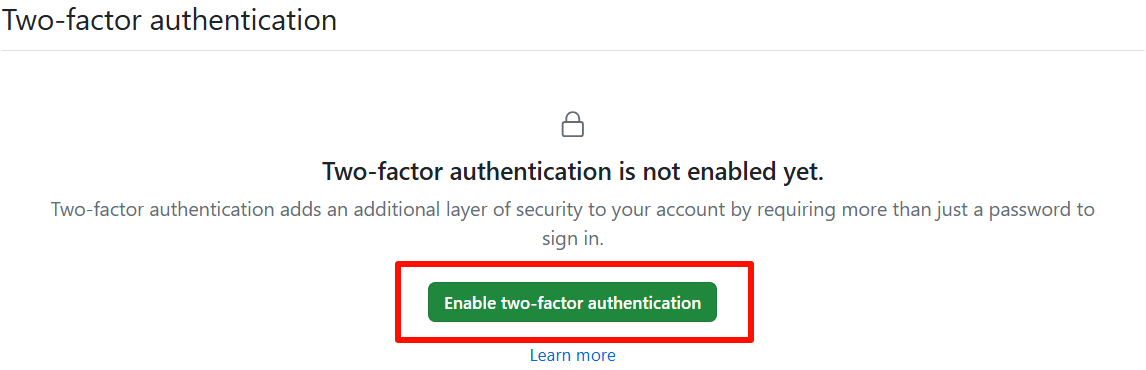 Two-factor authentication
Two-factor authentication is not enabled yet.
Two-factor authentication adds an additional layer of security to your account by requiring more than just a password to
sign in.
Enable two-factor authentication
Learn more